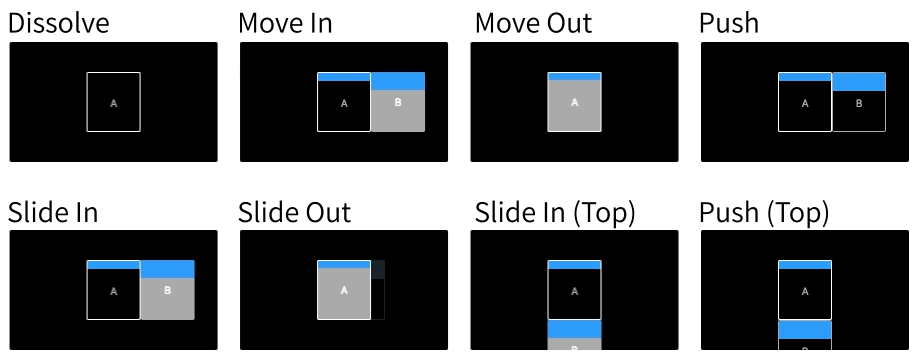 Dissolve Move In Move Out Push
A A B A A B
Slide In Slide Out Slide In (Top) Push (Top)
A B A A A